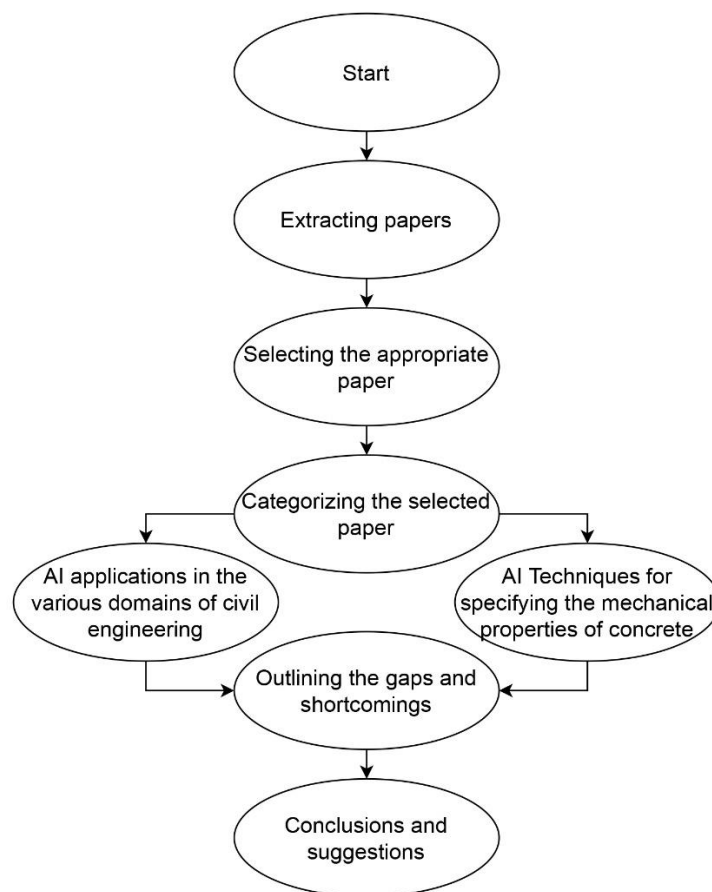 Start
Extracting papers
Selecting the appropriate
paper
Categorizing the selected
paper
AI applications in the
various domains of civil
engineering
AI Techniques for
specifying the mechanical
properties of concrete
Outlining the gaps and
shortcomings
Conclusions and
suggestions